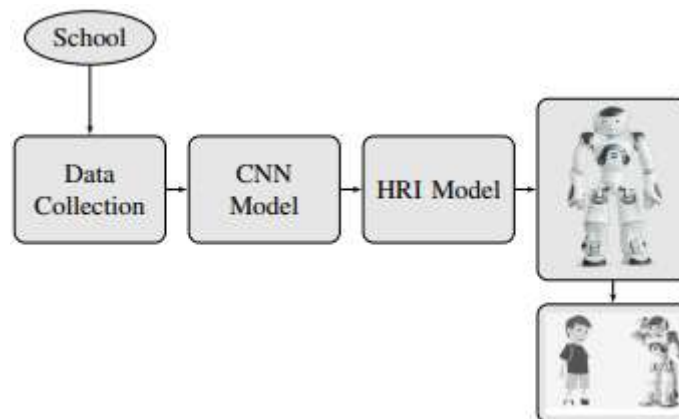 School
Data
Collection
CNN
Model
HRI Model